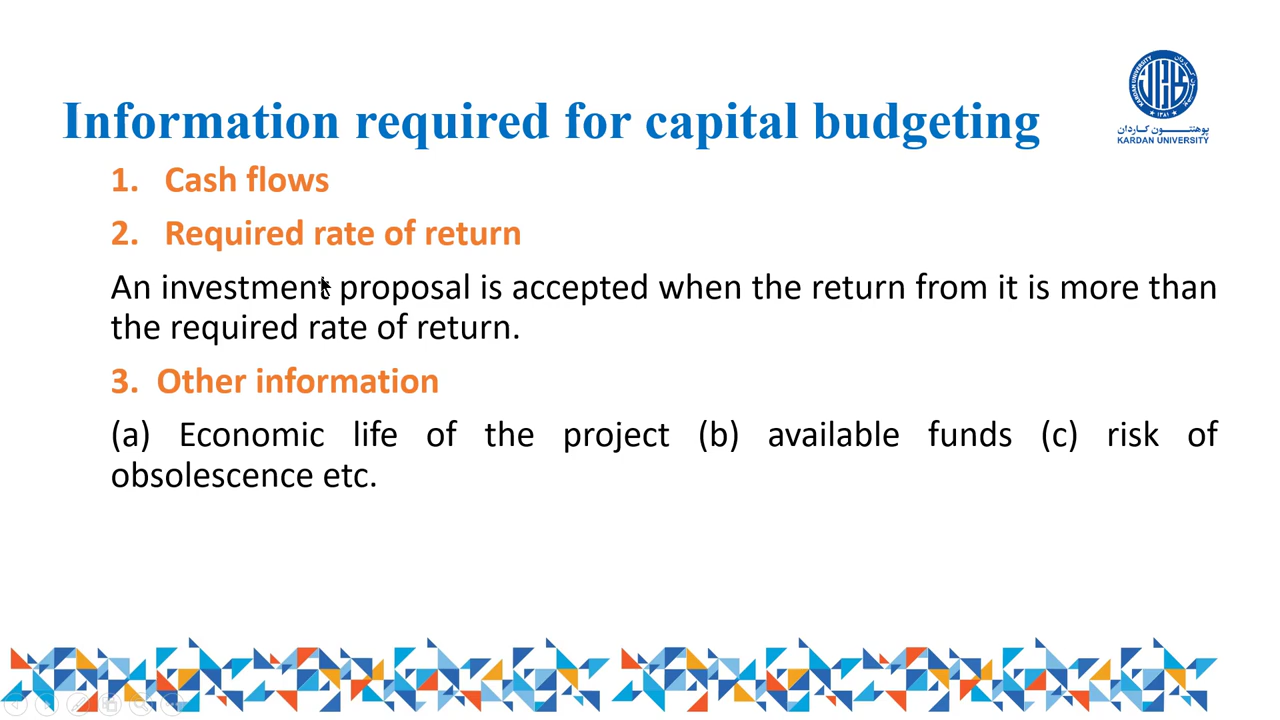 Information required for capital budgeting
پوهنتــــون کــاردان
KARDAN UNIVERSITY
1. Cash flows
2. Required rate of return
An investment proposal is accepted when the return from it is more than
the required rate of return.
3. Other information
(a) Economic life of the project (b) available funds (c) risk of
obsolescence etc.